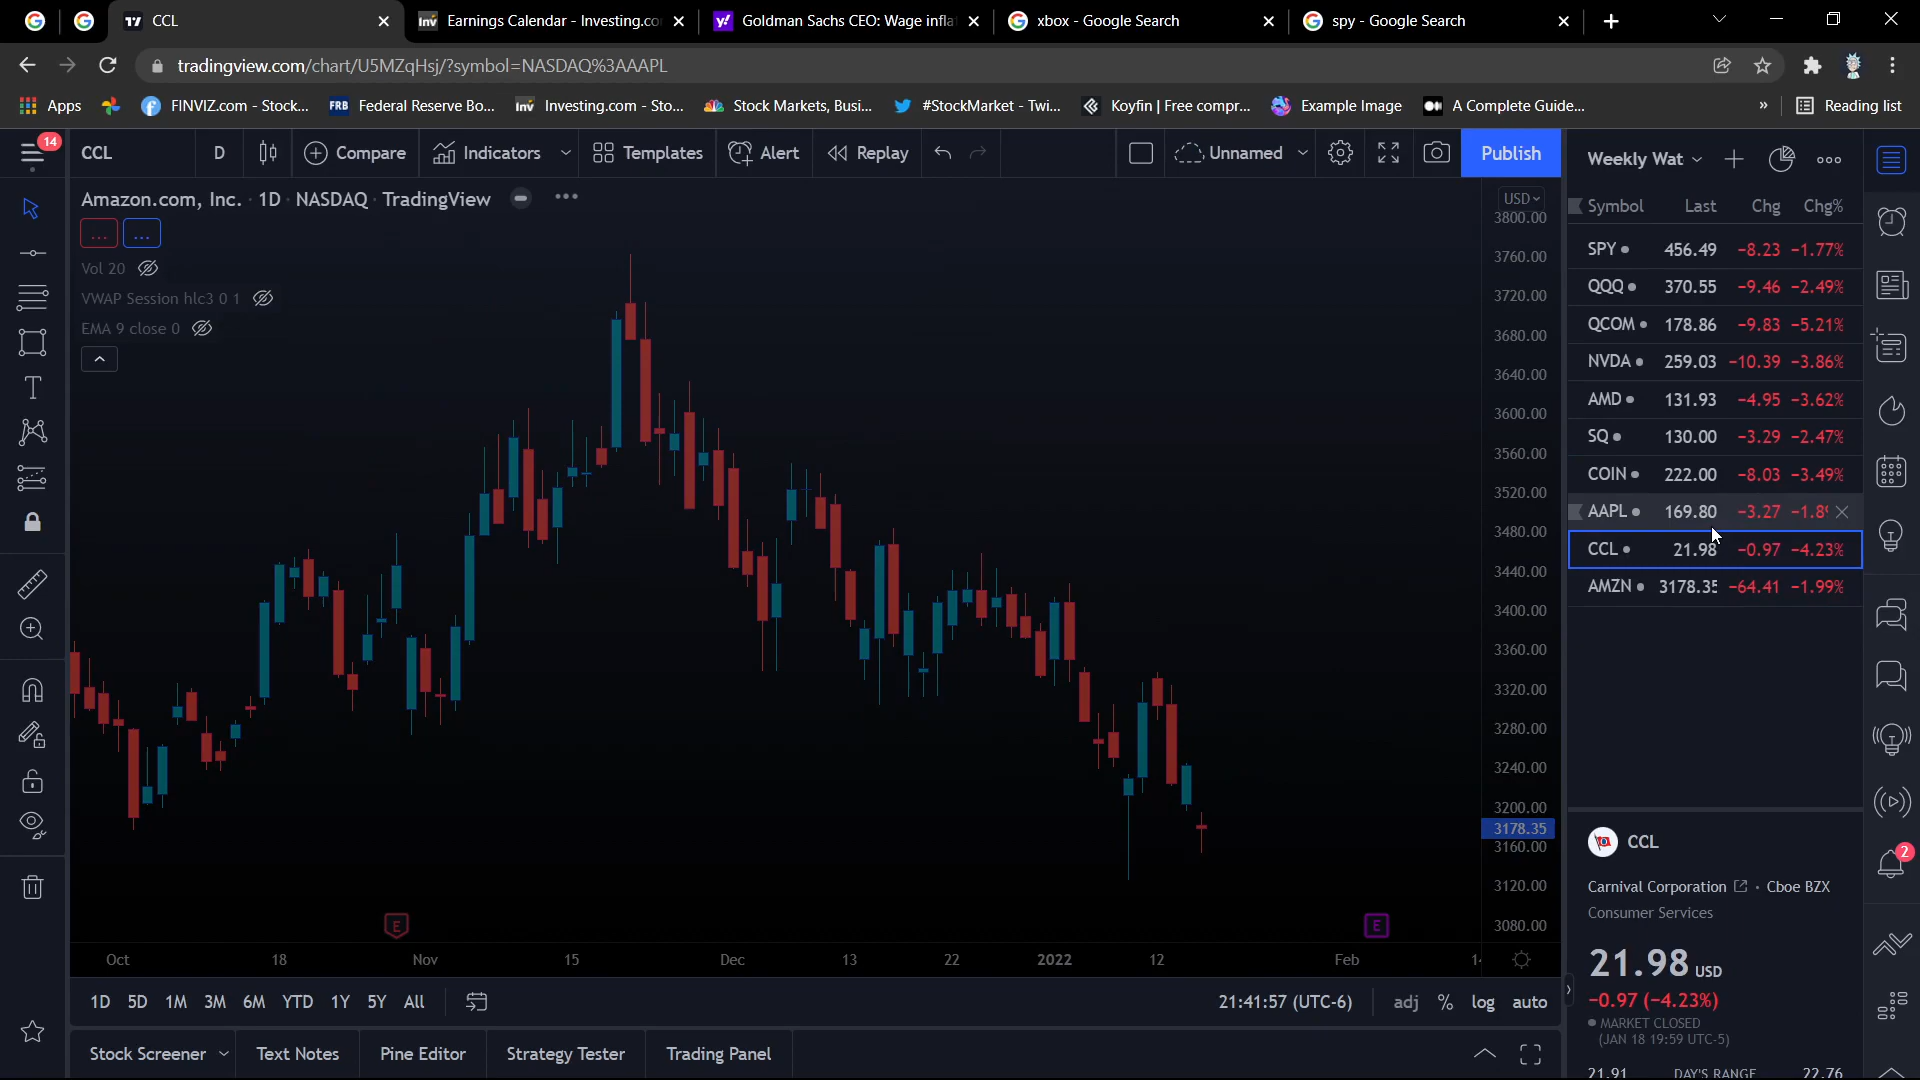 CCL
Earnings Calendar - Investing.co
Goldman Sachs CEO: Wage infla
xbox - Google Search
spy - Google Search
tradingview.com/chart/U5MZqHsj/?symbol=NASDAQ%3AAAPL
Apps
FINVIZ.com - Stock...
FRB Federal Reserve Bo...
Inv Investing.com - Sto...
Stock Markets, Busi...
#StockMarket - Twi...
Koyfin | Free compr...
Example Image
A Complete Guide...
»
Reading list
14
CCL
D
Compare
Indicators
Templates
Alert
Replay
Unnamed
Publish
Amazon.com, Inc. · 1D · NASDAQ · TradingView
... ...
Vol 20
VWAP Session hlc3 0 1
EMA 9 close 0
USD
3800.00
3760.00
3720.00
3680.00
3640.00
3600.00
3560.00
3520.00
3480.00
3440.00
3400.00
3360.00
3320.00
3280.00
3240.00
3200.00
3178.35
3160.00
3120.00
3080.00
E E
Oct 18 Nov 15 Dec 13 22 2022 12 Feb
1D 5D 1M 3M 6M YTD 1Y 5Y All
21:41:57 (UTC-6)
adj % log auto
Stock Screener
Text Notes
Pine Editor
Strategy Tester
Trading Panel
Weekly Wat
Symbol Last Chg Chg%
SPY 456.49 −8.23 −1.77%
QQQ 370.55 −9.46 −2.49%
QCOM 178.86 −9.83 −5.21%
NVDA 259.03 −10.39 −3.86%
AMD 131.93 −4.95 −3.62%
SQ 130.00 −3.29 −2.47%
COIN 222.00 −8.03 −3.49%
AAPL 169.80 −3.27 −1.8
CCL 21.98 −0.97 −4.23%
AMZN 3178.35 −64.41 −1.99%
CCL
Carnival Corporation · Cboe BZX
Consumer Services
21.98 USD
−0.97 (−4.23%)
MARKET CLOSED
(JAN 18 19:59 UTC-5)
21.91 DAY'S RANGE 22.76
2